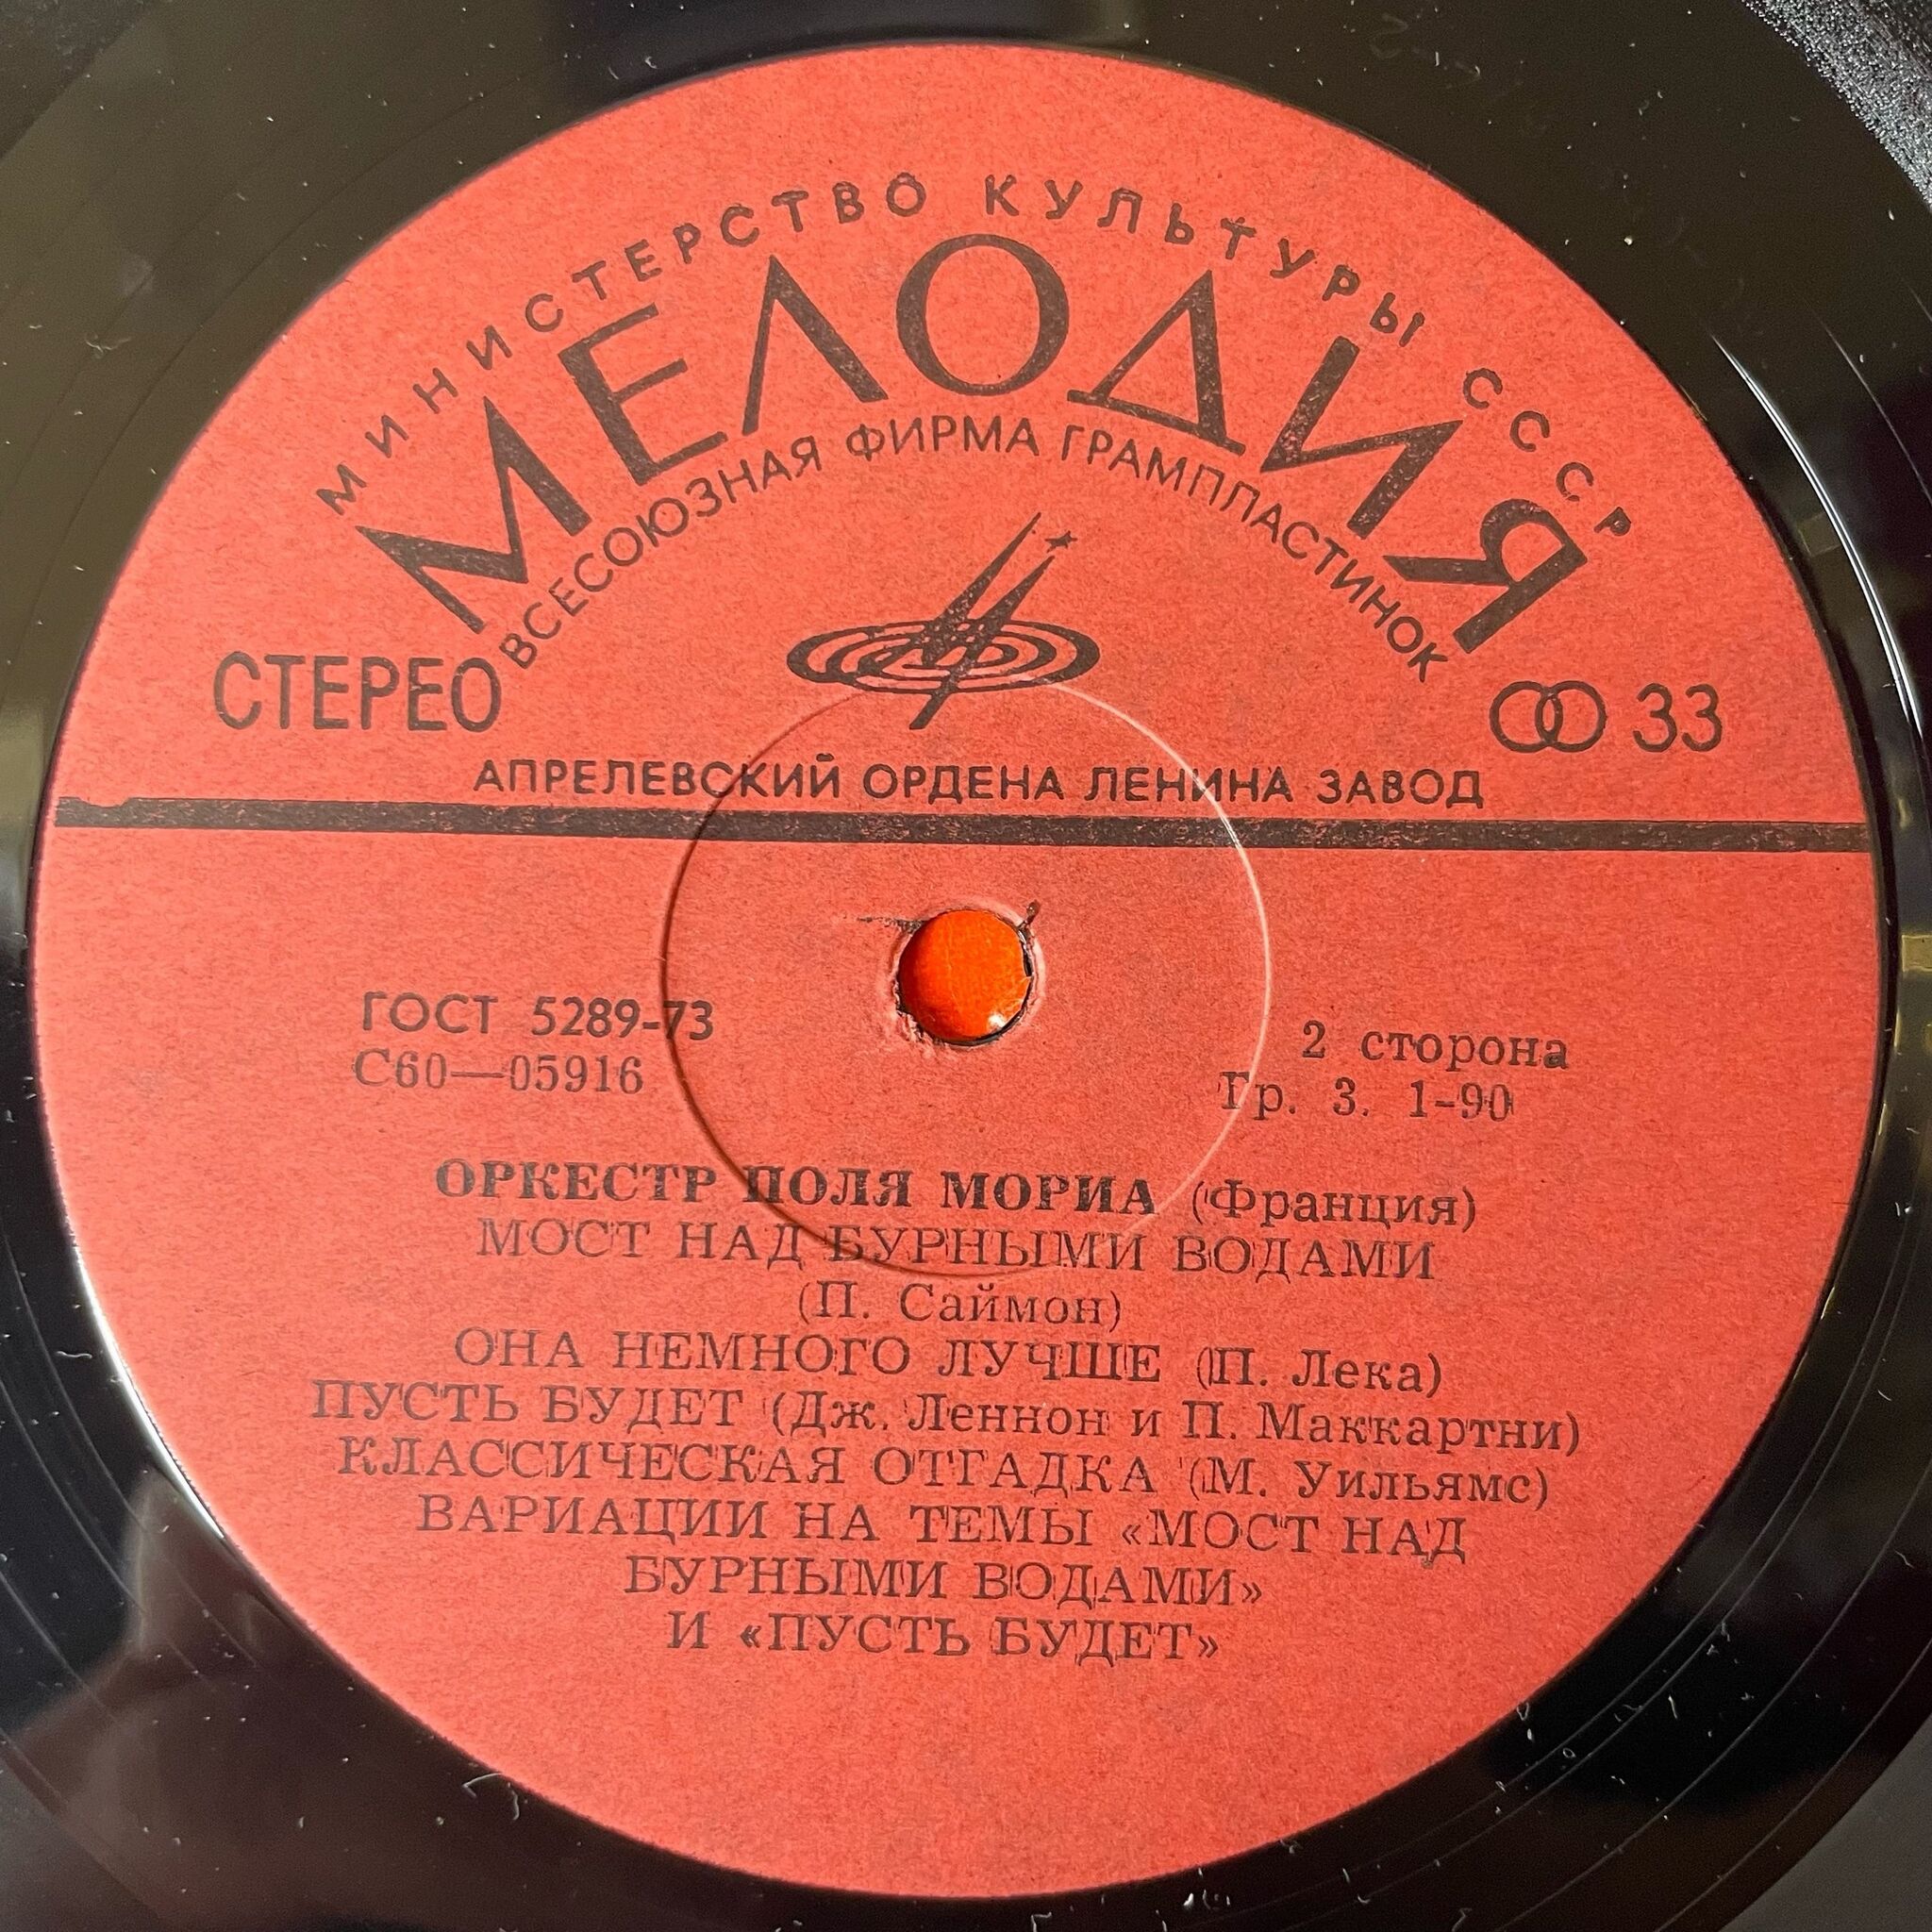 МИНИСТЕРСТВО КУЛЬТУРЫ СССР
МЕЛОДИЯ
ВСЕСОЮЗНАЯ ФИРМА ГРАМПЛАСТИНОК
СТЕРЕО
33
АПРЕЛЕВСКИЙ ОРДЕНА ЛЕНИНА ЗАВОД
ГОСТ 5289-73
С60—05916
2 сторона
Гр. 3. 1-90
ОРКЕСТР ПОЛЯ МОРИА (Франция)
МОСТ НАД БУРНЫМИ ВОДАМИ
(П. Саймон)
ОНА НЕМНОГО ЛУЧШЕ (П. Лека)
ПУСТЬ БУДЕТ (Дж. Леннон и П. Маккартни)
КЛАССИЧЕСКАЯ ОТГАДКА (М. Уильямс)
ВАРИАЦИИ НА ТЕМЫ «МОСТ НАД
БУРНЫМИ ВОДАМИ»
И «ПУСТЬ БУДЕТ»